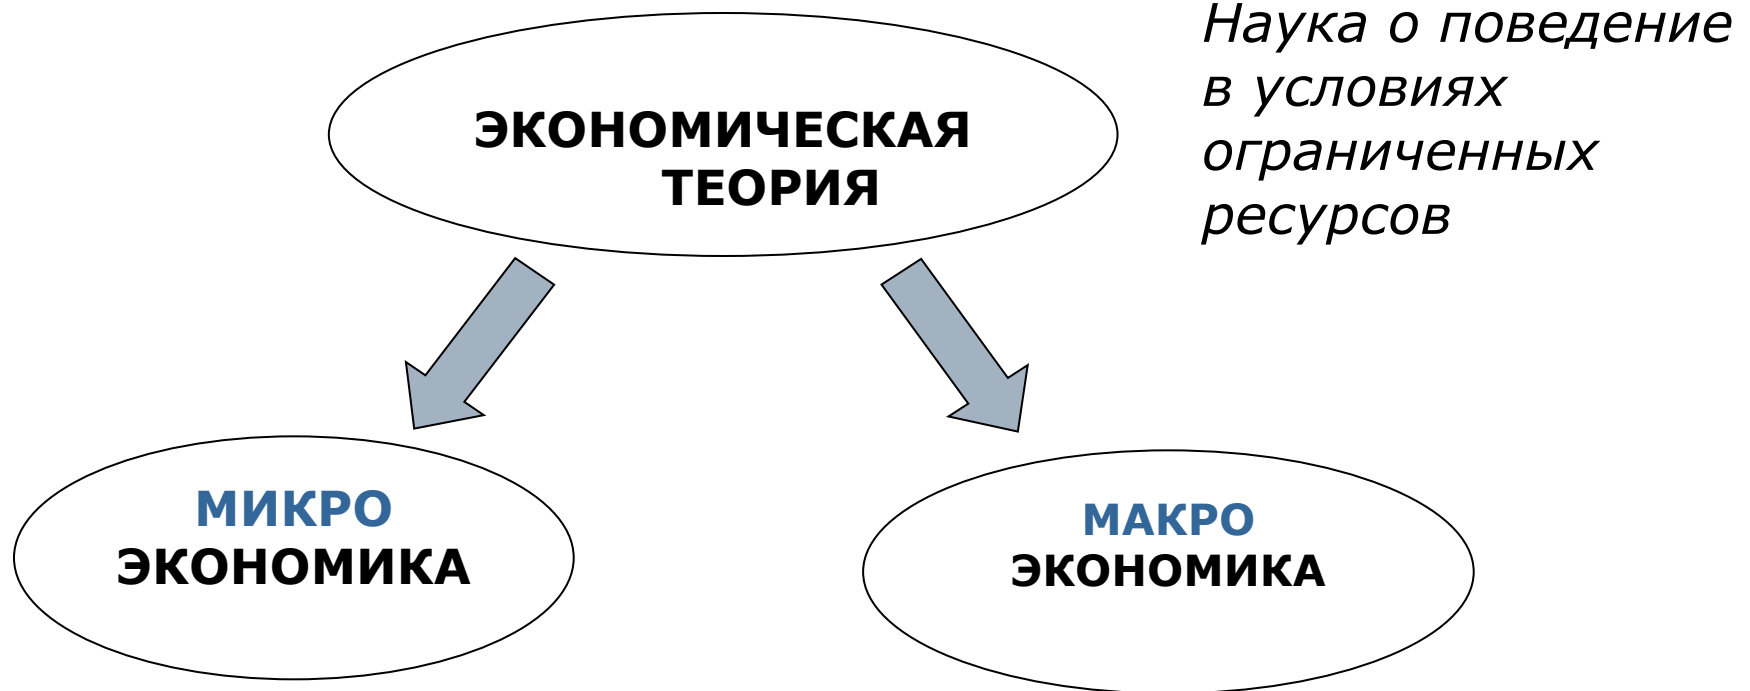 Наука о поведение
в условиях
ограниченных
ресурсов
ЭКОНОМИЧЕСКАЯ
ТЕОРИЯ
МИКРО
ЭКОНОМИКА
МАКРО
ЭКОНОМИКА